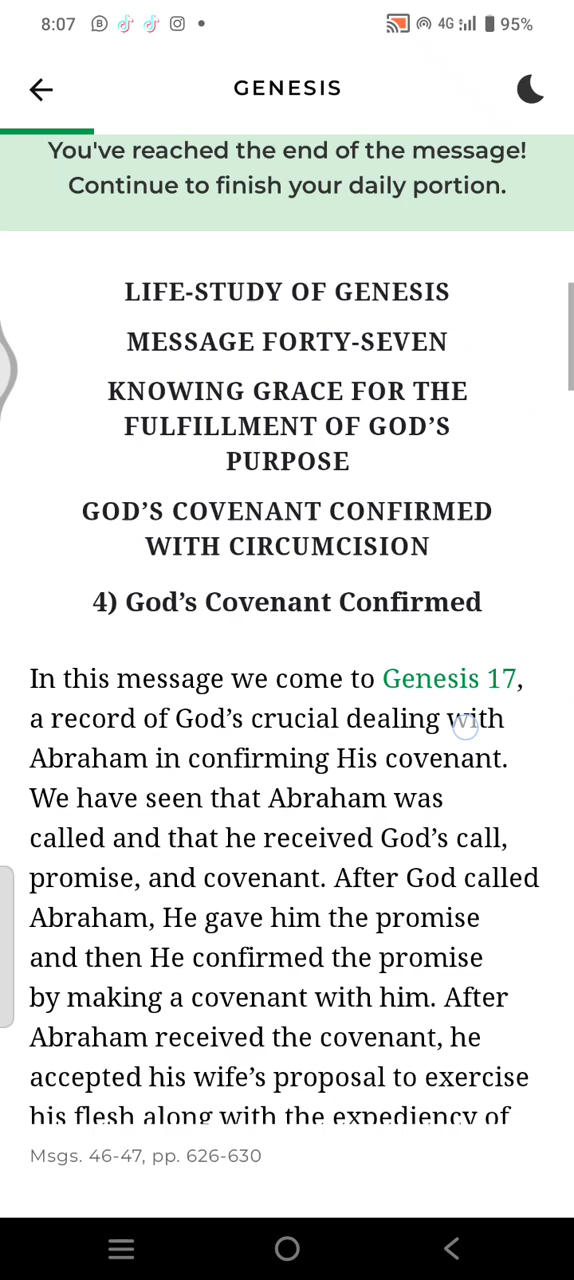 8:07
4G
95%
GENESIS
You've reached the end of the message!
Continue to finish your daily portion.
LIFE-STUDY OF GENESIS
MESSAGE FORTY-SEVEN
KNOWING GRACE FOR THE
FULFILLMENT OF GOD’S
PURPOSE
GOD’S COVENANT CONFIRMED
WITH CIRCUMCISION
4) God’s Covenant Confirmed
In this message we come to Genesis 17,
a record of God’s crucial dealing with
Abraham in confirming His covenant.
We have seen that Abraham was
called and that he received God’s call,
promise, and covenant. After God called
Abraham, He gave him the promise
and then He confirmed the promise
by making a covenant with him. After
Abraham received the covenant, he
accepted his wife’s proposal to exercise
his flesh along with the expediency of
Msgs. 46-47, pp. 626-630